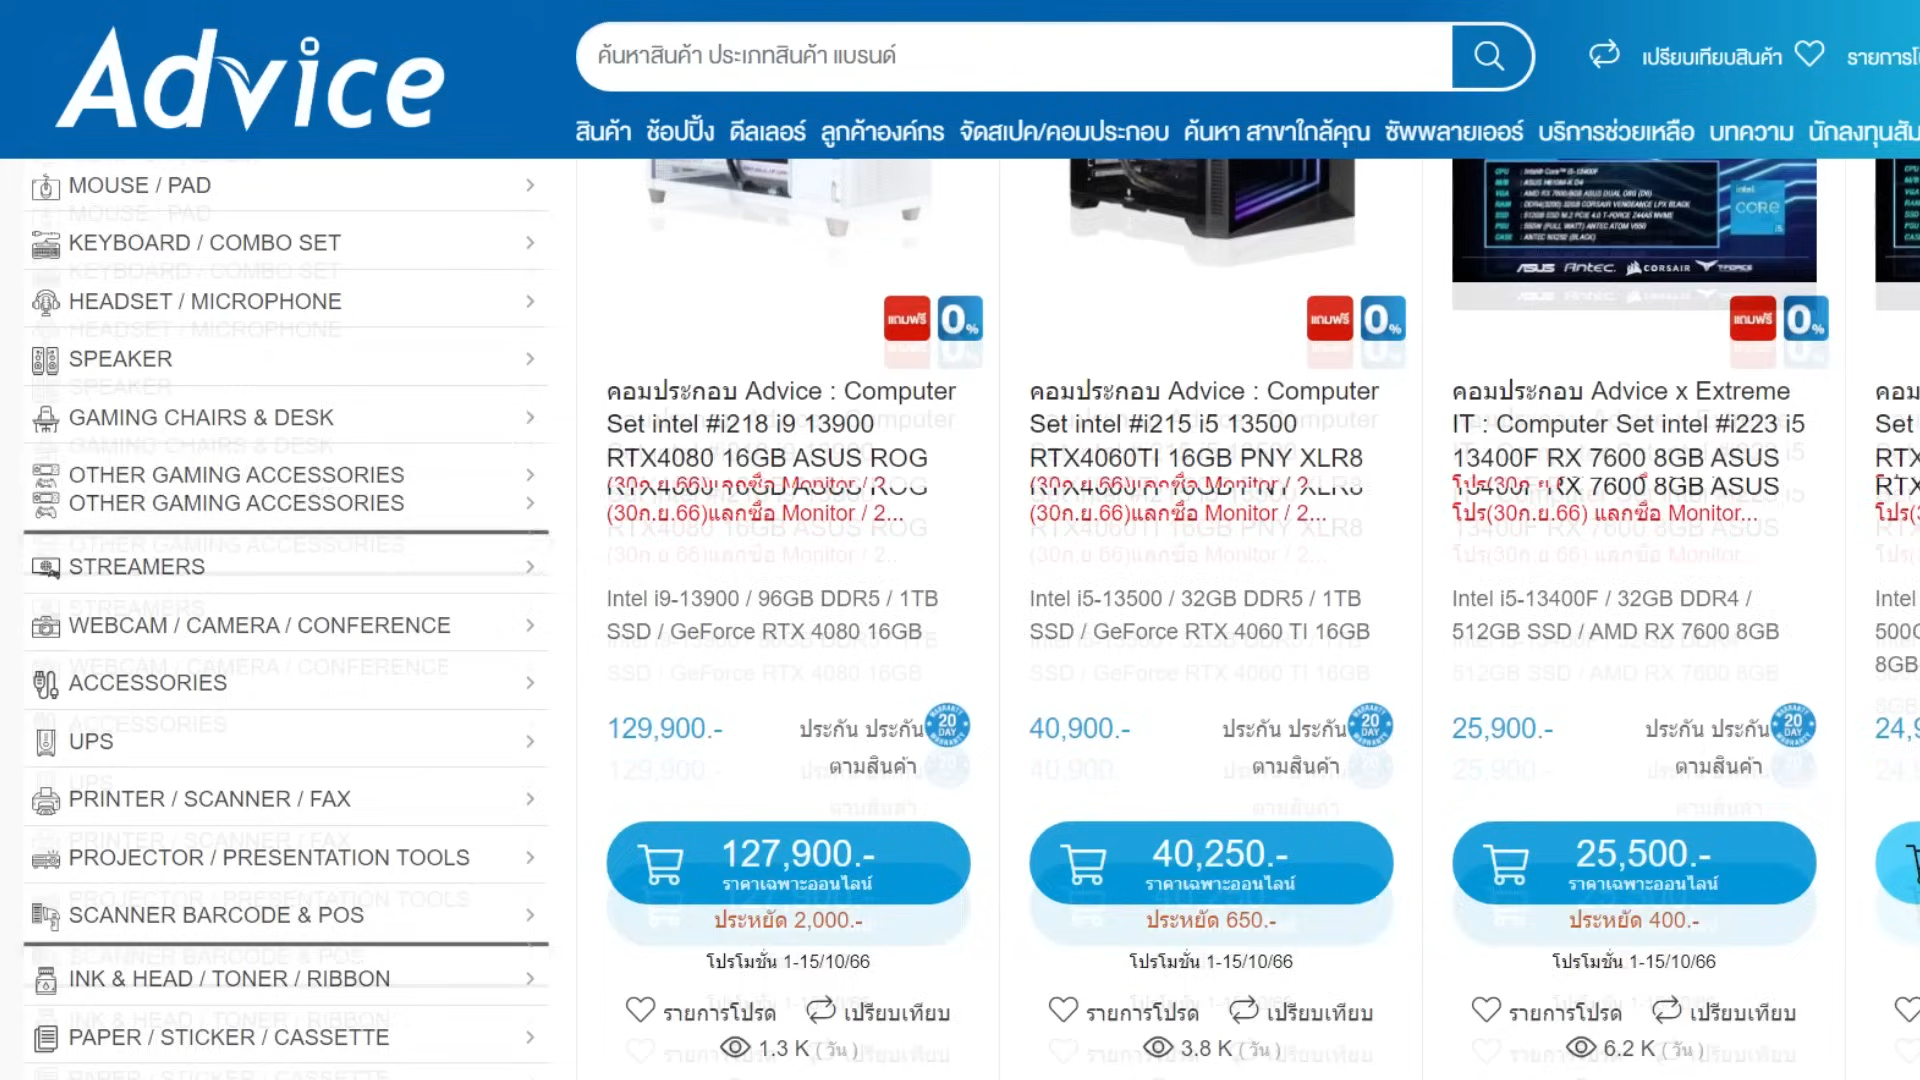 Advice
ค้นหาสินค้า ประเภทสินค้า แบรนด์
เปรียบเทียบสินค้า
สินค้า ช้อปปิ้ง ดีลเลอร์ ลูกค้าองค์กร จัดสเปค/คอมประกอบ ค้นหา สาขาใกล้คุณ ซัพพลายเออร์ บริการช่วยเหลือ บทความ
MOUSE / PAD
KEYBOARD / COMBO SET
HEADSET / MICROPHONE
SPEAKER
GAMING CHAIRS & DESK
OTHER GAMING ACCESSORIES
OTHER GAMING ACCESSORIES
STREAMERS
WEBCAM / CAMERA / CONFERENCE
ACCESSORIES
UPS
PRINTER / SCANNER / FAX
PROJECTOR / PRESENTATION TOOLS
SCANNER BARCODE & POS
INK & HEAD / TONER / RIBBON
PAPER / STICKER / CASSETTE
แถมฟรี 0%
คอมประกอบ Advice : Computer
Set intel #i218 i9 13900
RTX4080 16GB ASUS ROG
(30ก.ย.66)แลกซื้อ Monitor / 2...
Intel i9-13900 / 96GB DDR5 / 1TB
SSD / GeForce RTX 4080 16GB
129,900.-
ประกัน ประกัน
ตามสินค้า
WARRANTY 20 DAY WARRANTY
127,900.-
ราคาเฉพาะออนไลน์
ประหยัด 2,000.-
โปรโมชั่น 1-15/10/66
รายการโปรด เปรียบเทียบ
1.3 K (วัน)
แถมฟรี 0%
คอมประกอบ Advice : Computer
Set intel #i215 i5 13500
RTX4060TI 16GB PNY XLR8
(30ก.ย.66)แลกซื้อ Monitor / 2...
Intel i5-13500 / 32GB DDR5 / 1TB
SSD / GeForce RTX 4060 TI 16GB
40,900.-
ประกัน ประกัน
ตามสินค้า
WARRANTY 20 DAY WARRANTY
40,250.-
ราคาเฉพาะออนไลน์
ประหยัด 650.-
โปรโมชั่น 1-15/10/66
รายการโปรด เปรียบเทียบ
3.8 K (วัน)
intel CORE i5
ASUS Antec CORSAIR T-FORCE
แถมฟรี 0%
คอมประกอบ Advice x Extreme
IT : Computer Set intel #i223 i5
13400F RX 7600 8GB ASUS
โปร(30ก.ย.66) แลกซื้อ Monitor...
Intel i5-13400F / 32GB DDR4 /
512GB SSD / AMD RX 7600 8GB
25,900.-
ประกัน ประกัน
ตามสินค้า
WARRANTY 20 DAY WARRANTY
25,500.-
ราคาเฉพาะออนไลน์
ประหยัด 400.-
โปรโมชั่น 1-15/10/66
รายการโปรด เปรียบเทียบ
6.2 K (วัน)